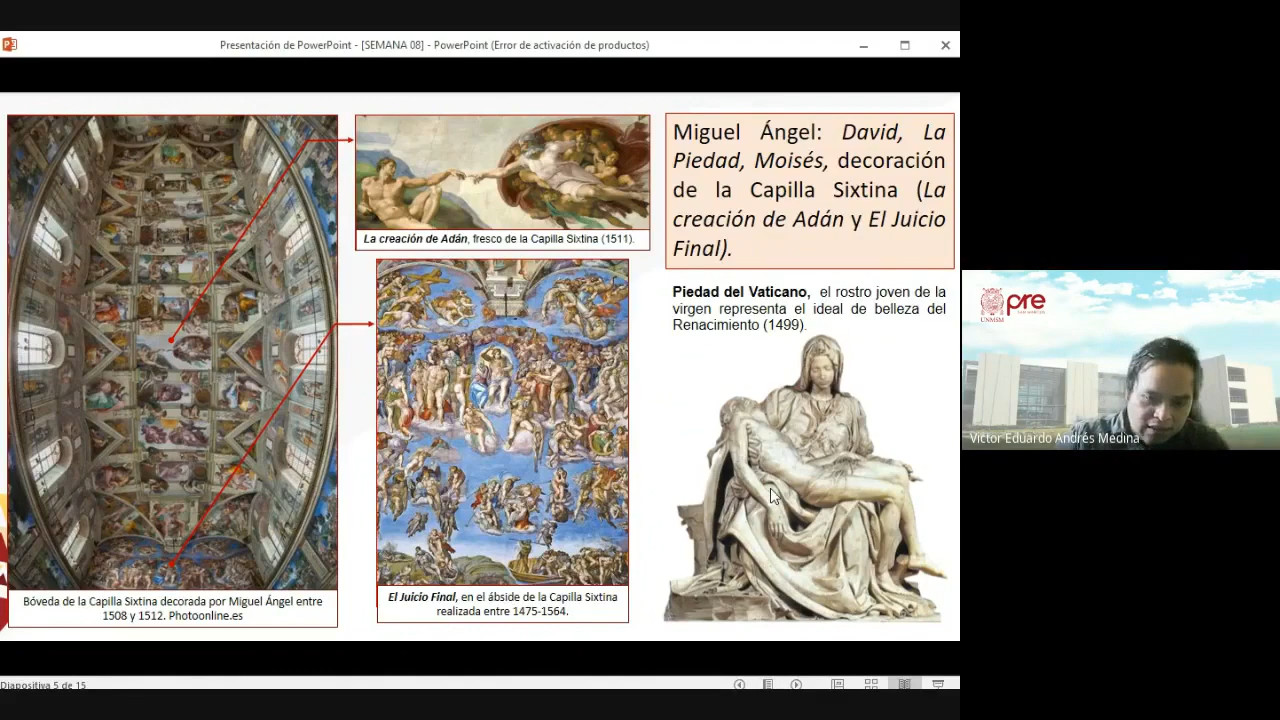 Presentación de PowerPoint - [SEMANA 08] - PowerPoint (Error de activación de productos)
La creación de Adán, fresco de la Capilla Sixtina (1511).
Miguel Ángel: David, La
Piedad, Moisés, decoración
de la Capilla Sixtina (La
creación de Adán y El Juicio
Final).
Piedad del Vaticano, el rostro joven de la
virgen representa el ideal de belleza del
Renacimiento (1499).
Bóveda de la Capilla Sixtina decorada por Miguel Ángel entre
1508 y 1512. Photoonline.es
El Juicio Final, en el ábside de la Capilla Sixtina
realizada entre 1475-1564.
UNMSM
pre
Victor Eduardo Andrés Medina
Diapositiva 5 de 15